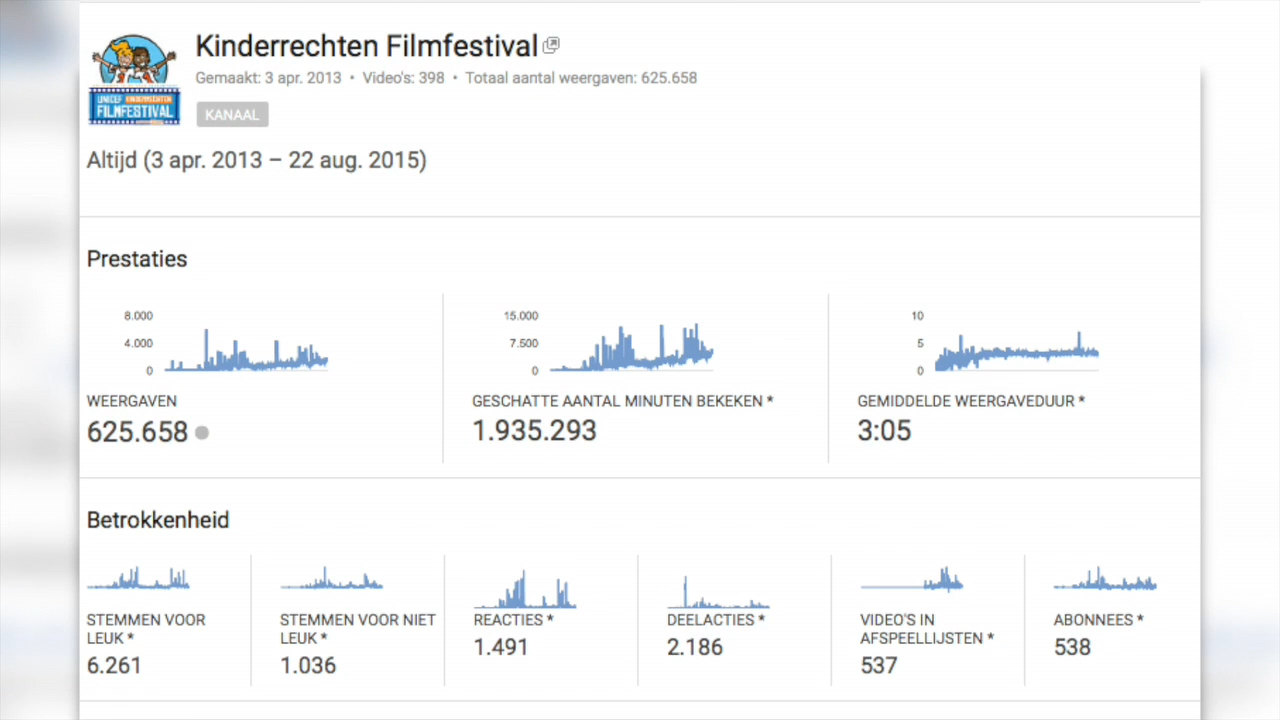 Kinderrechten Filmfestival
Gemaakt: 3 apr. 2013 • Video's: 398 • Totaal aantal weergaven: 625.658
UNICEF KINDERRECHTEN
FILMFESTIVAL
KANAAL
Altijd (3 apr. 2013 – 22 aug. 2015)
Prestaties
8.000
4.000
0
15.000
7.500
0
10
5
0
WEERGAVEN
625.658
GESCHATTE AANTAL MINUTEN BEKEKEN *
1.935.293
GEMIDDELDE WEERGAVEDUUR *
3:05
Betrokkenheid
STEMMEN VOOR
LEUK *
6.261
STEMMEN VOOR NIET
LEUK *
1.036
REACTIES *
1.491
DEELACTIES *
2.186
VIDEO'S IN
AFSPEELLIJSTEN *
537
ABONNEES *
538